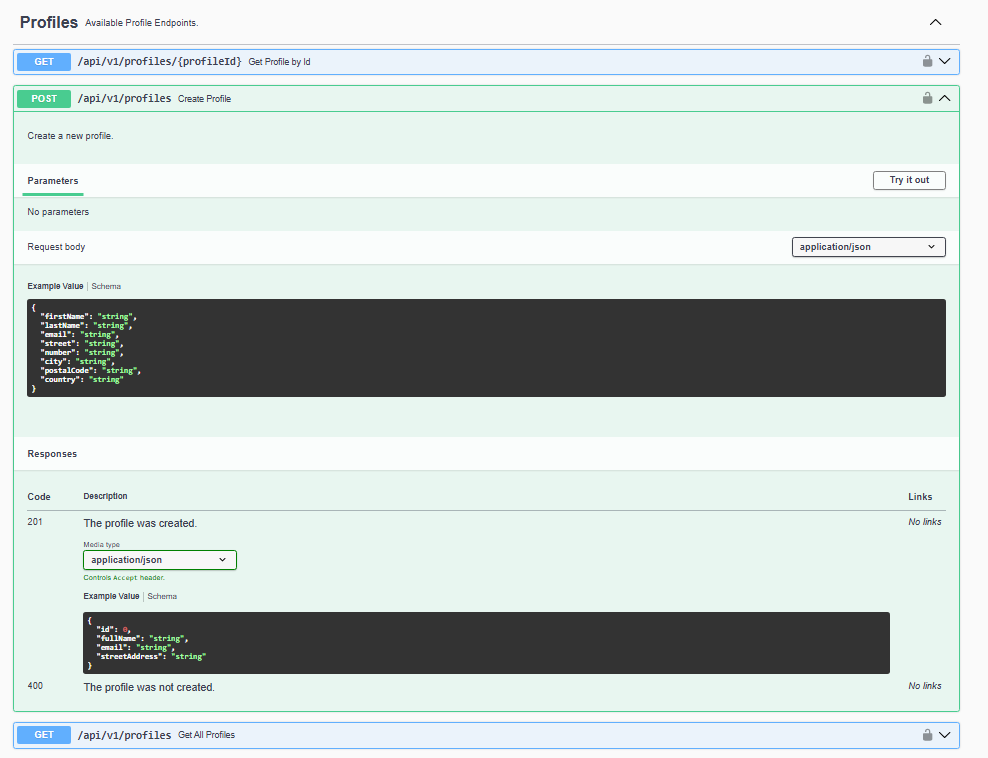 Profiles Available Profile Endpoints.
GET /api/v1/profiles/{profileId} Get Profile by Id
POST /api/v1/profiles Create Profile
Create a new profile.
Parameters Try it out
No parameters
Request body application/json
Example Value | Schema
{
"firstName": "string",
"lastName": "string",
"email": "string",
"street": "string",
"number": "string",
"city": "string",
"postalCode": "string",
"country": "string"
}
Responses
Code Description Links
201 The profile was created. No links
Media type
application/json
Controls Accept header.
Example Value | Schema
{
"id": 0,
"fullName": "string",
"email": "string",
"streetAddress": "string"
}
400 The profile was not created. No links
GET /api/v1/profiles Get All Profiles